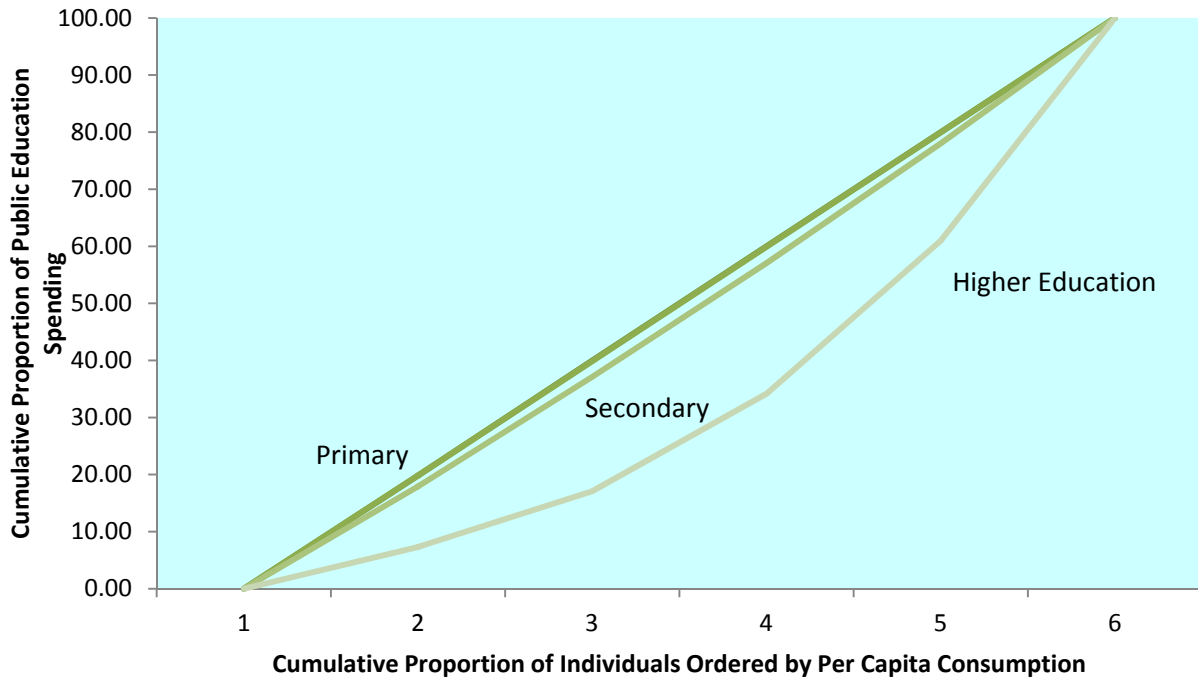 Cumulative Proportion of Public Education
Spending
100.00
90.00
80.00
70.00
60.00
50.00
40.00
30.00
20.00
10.00
0.00
Primary
Secondary
Higher Education
1 2 3 4 5 6
Cumulative Proportion of Individuals Ordered by Per Capita Consumption